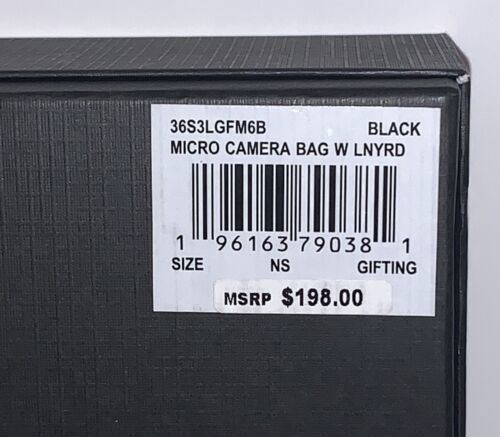 36S3LGFM6B BLACK
MICRO CAMERA BAG W LNYRD
1 96163 79038 1
SIZE NS GIFTING
MSRP $198.00